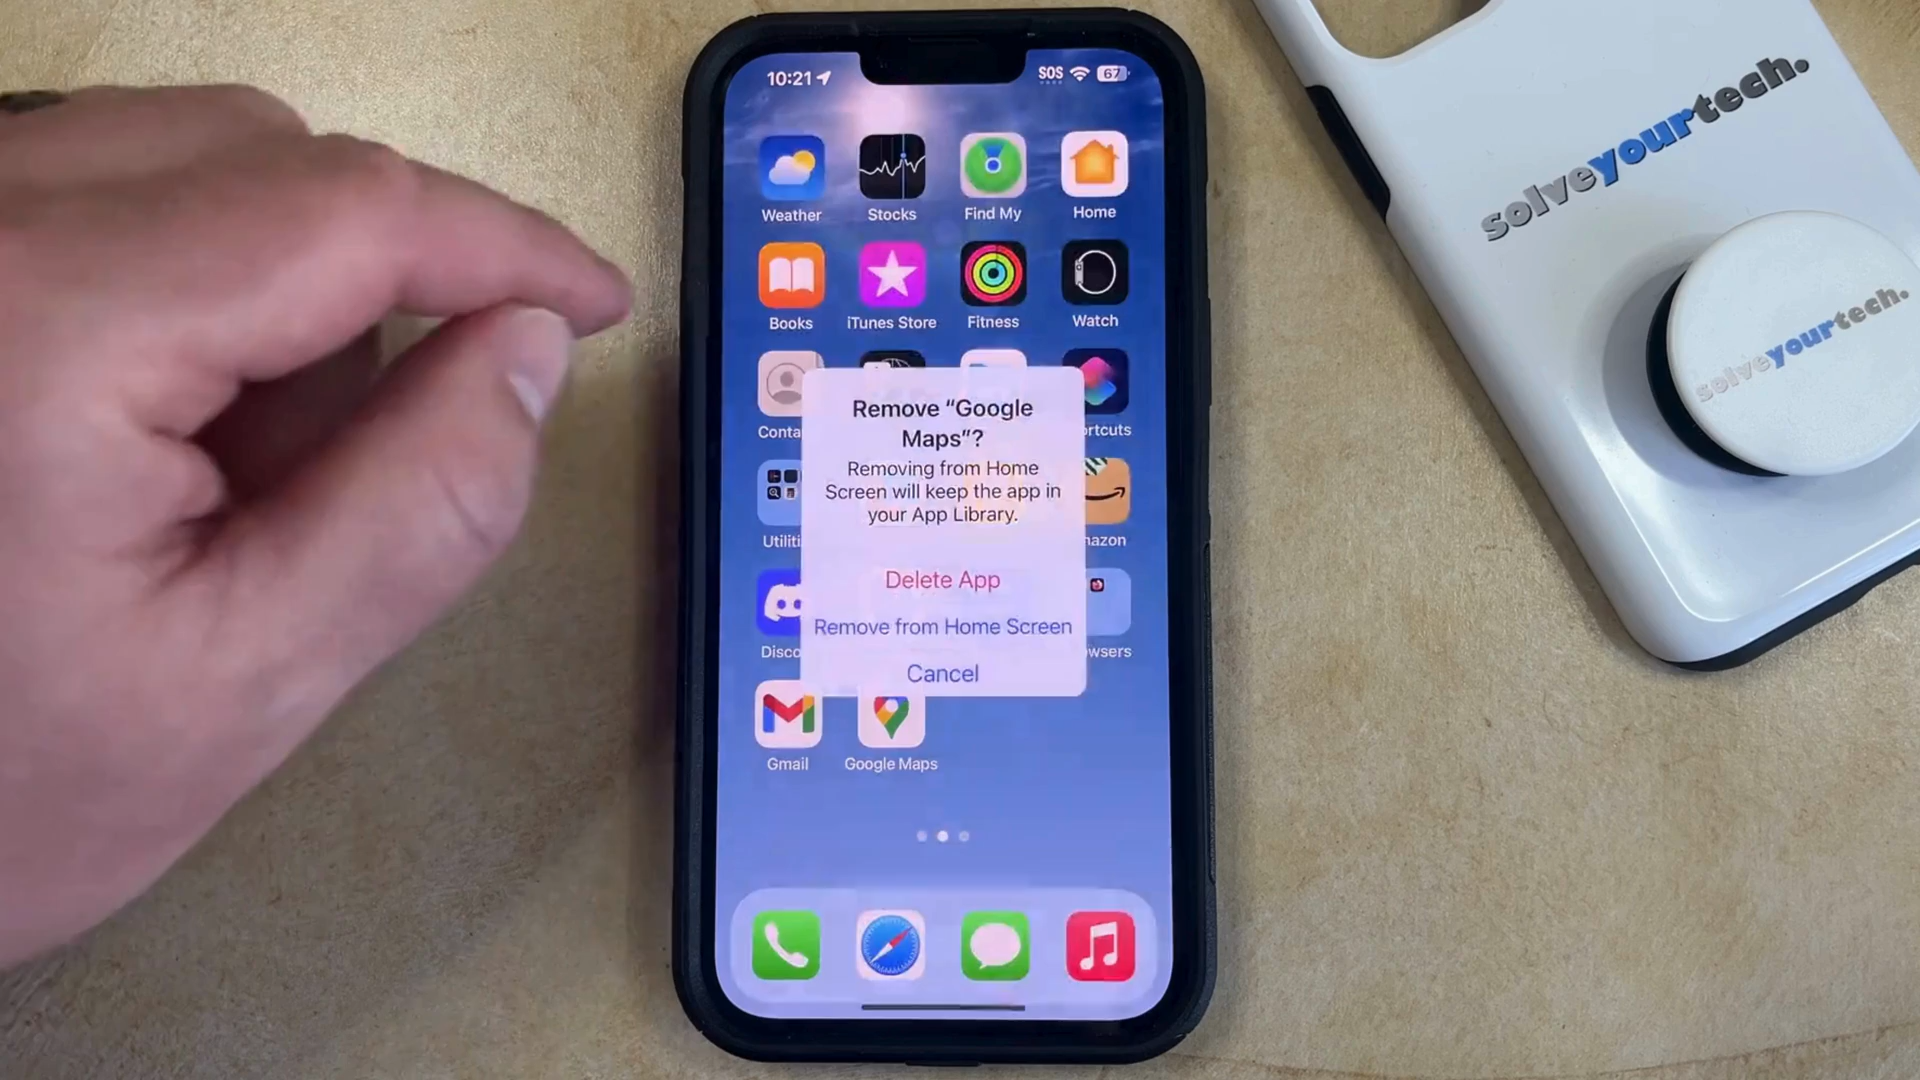 10:21
SOS
67
Weather
Stocks
Find My
Home
Books
iTunes Store
Fitness
Watch
Conta
rtcuts
Remove “Google
Maps”?
Removing from Home
Screen will keep the app in
your App Library.
Utiliti
azon
Delete App
Remove from Home Screen
Disco
wsers
Cancel
Gmail
Google Maps
solveyourtech.
solveyourtech.